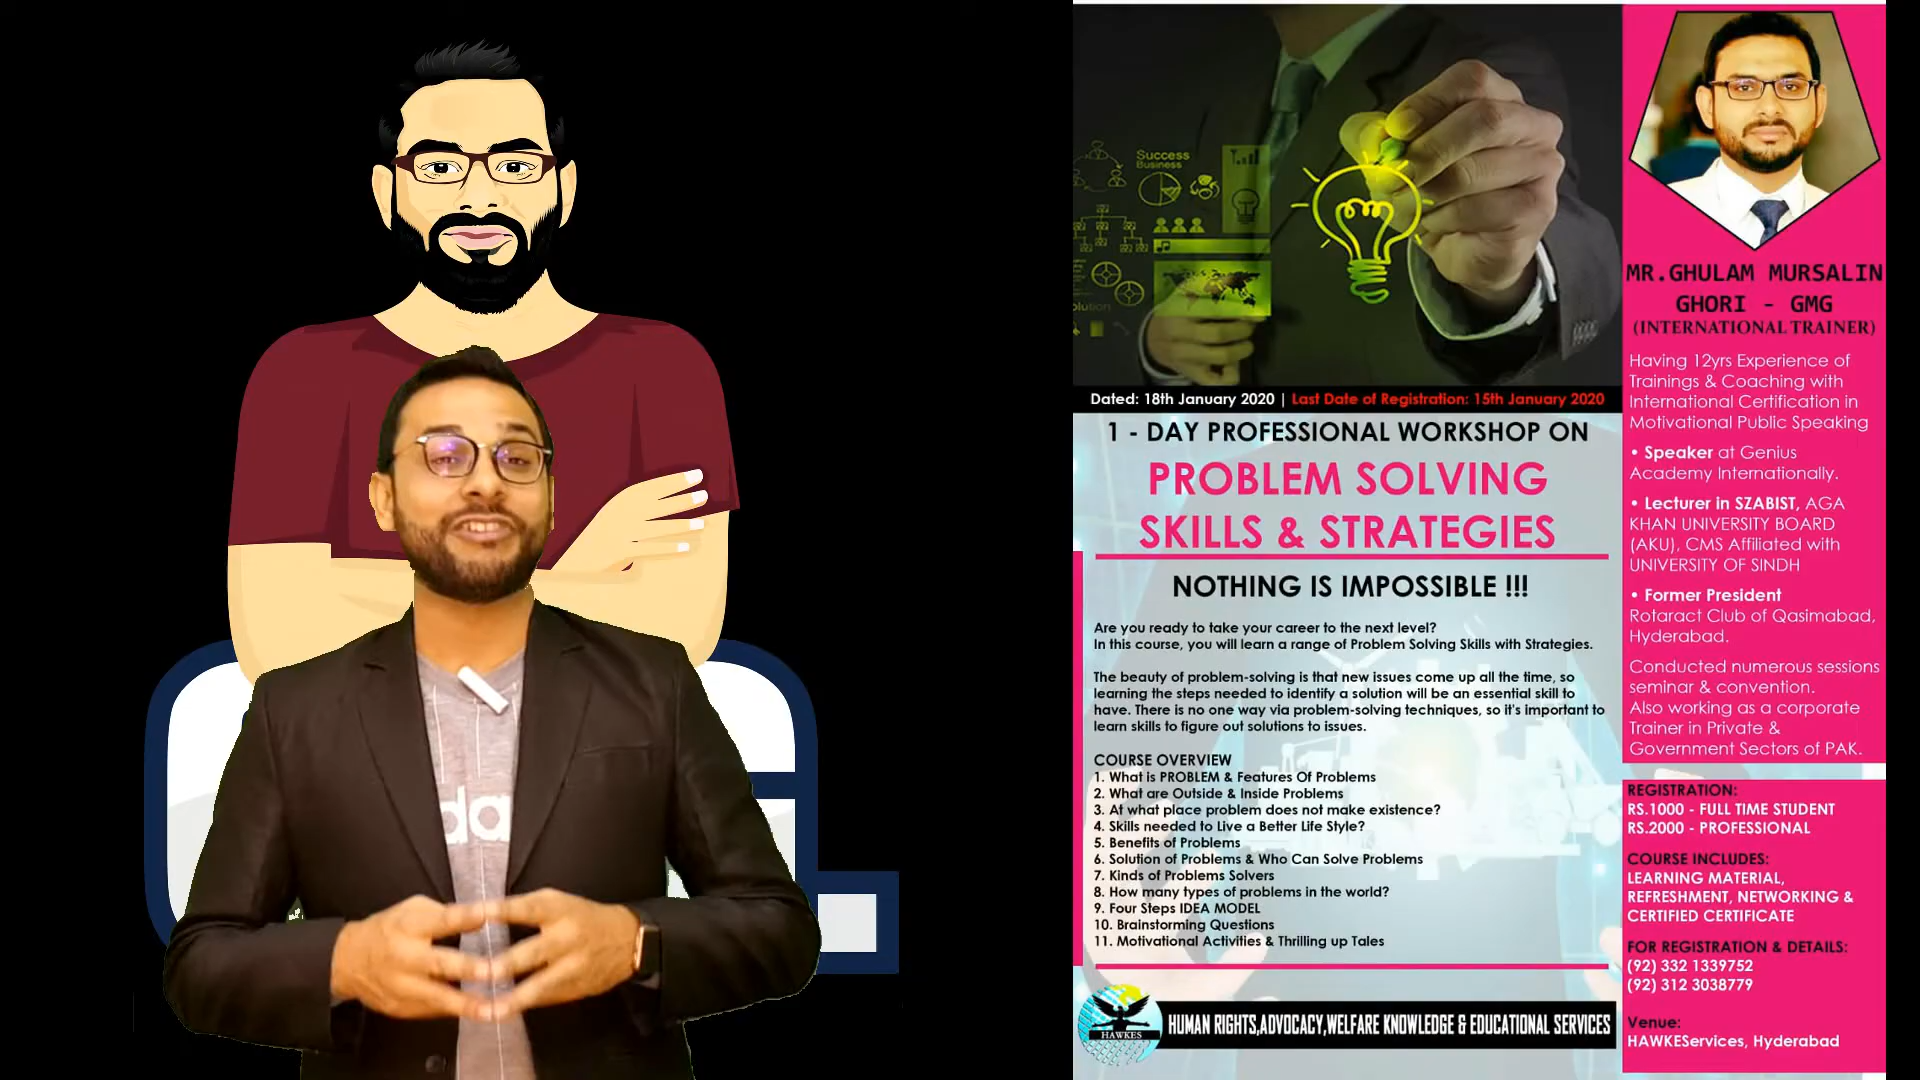 da
Success
Business
Dated: 18th January 2020 | Last Date of Registration: 15th January 2020
1 - DAY PROFESSIONAL WORKSHOP ON
PROBLEM SOLVING
SKILLS & STRATEGIES
NOTHING IS IMPOSSIBLE !!!
Are you ready to take your career to the next level?
In this course, you will learn a range of Problem Solving Skills with Strategies.
The beauty of problem-solving is that new issues come up all the time, so
learning the steps needed to identify a solution will be an essential skill to
have. There is no one way via problem-solving techniques, so it's important to
learn skills to figure out solutions to issues.
COURSE OVERVIEW
1. What is PROBLEM & Features Of Problems
2. What are Outside & Inside Problems
3. At what place problem does not make existence?
4. Skills needed to Live a Better Life Style?
5. Benefits of Problems
6. Solution of Problems & Who Can Solve Problems
7. Kinds of Problems Solvers
8. How many types of problems in the world?
9. Four Steps IDEA MODEL
10. Brainstorming Questions
11. Motivational Activities & Thrilling up Tales
HAWKES
HUMAN RIGHTS,ADVOCACY,WELFARE KNOWLEDGE & EDUCATIONAL SERVICES
MR.GHULAM MURSALIN
GHORI - GMG
(INTERNATIONAL TRAINER)
Having 12yrs Experience of
Trainings & Coaching with
International Certification in
Motivational Public Speaking
• Speaker at Genius
Academy Internationally.
• Lecturer in SZABIST, AGA
KHAN UNIVERSITY BOARD
(AKU), CMS Affiliated with
UNIVERSITY OF SINDH
• Former President
Rotaract Club of Qasimabad,
Hyderabad.
Conducted numerous sessions
seminar & convention.
Also working as a corporate
Trainer in Private &
Government Sectors of PAK.
REGISTRATION:
RS.1000 - FULL TIME STUDENT
RS.2000 - PROFESSIONAL
COURSE INCLUDES:
LEARNING MATERIAL,
REFRESHMENT, NETWORKING &
CERTIFIED CERTIFICATE
FOR REGISTRATION & DETAILS:
(92) 332 1339752
(92) 312 3038779
Venue:
HAWKEServices, Hyderabad